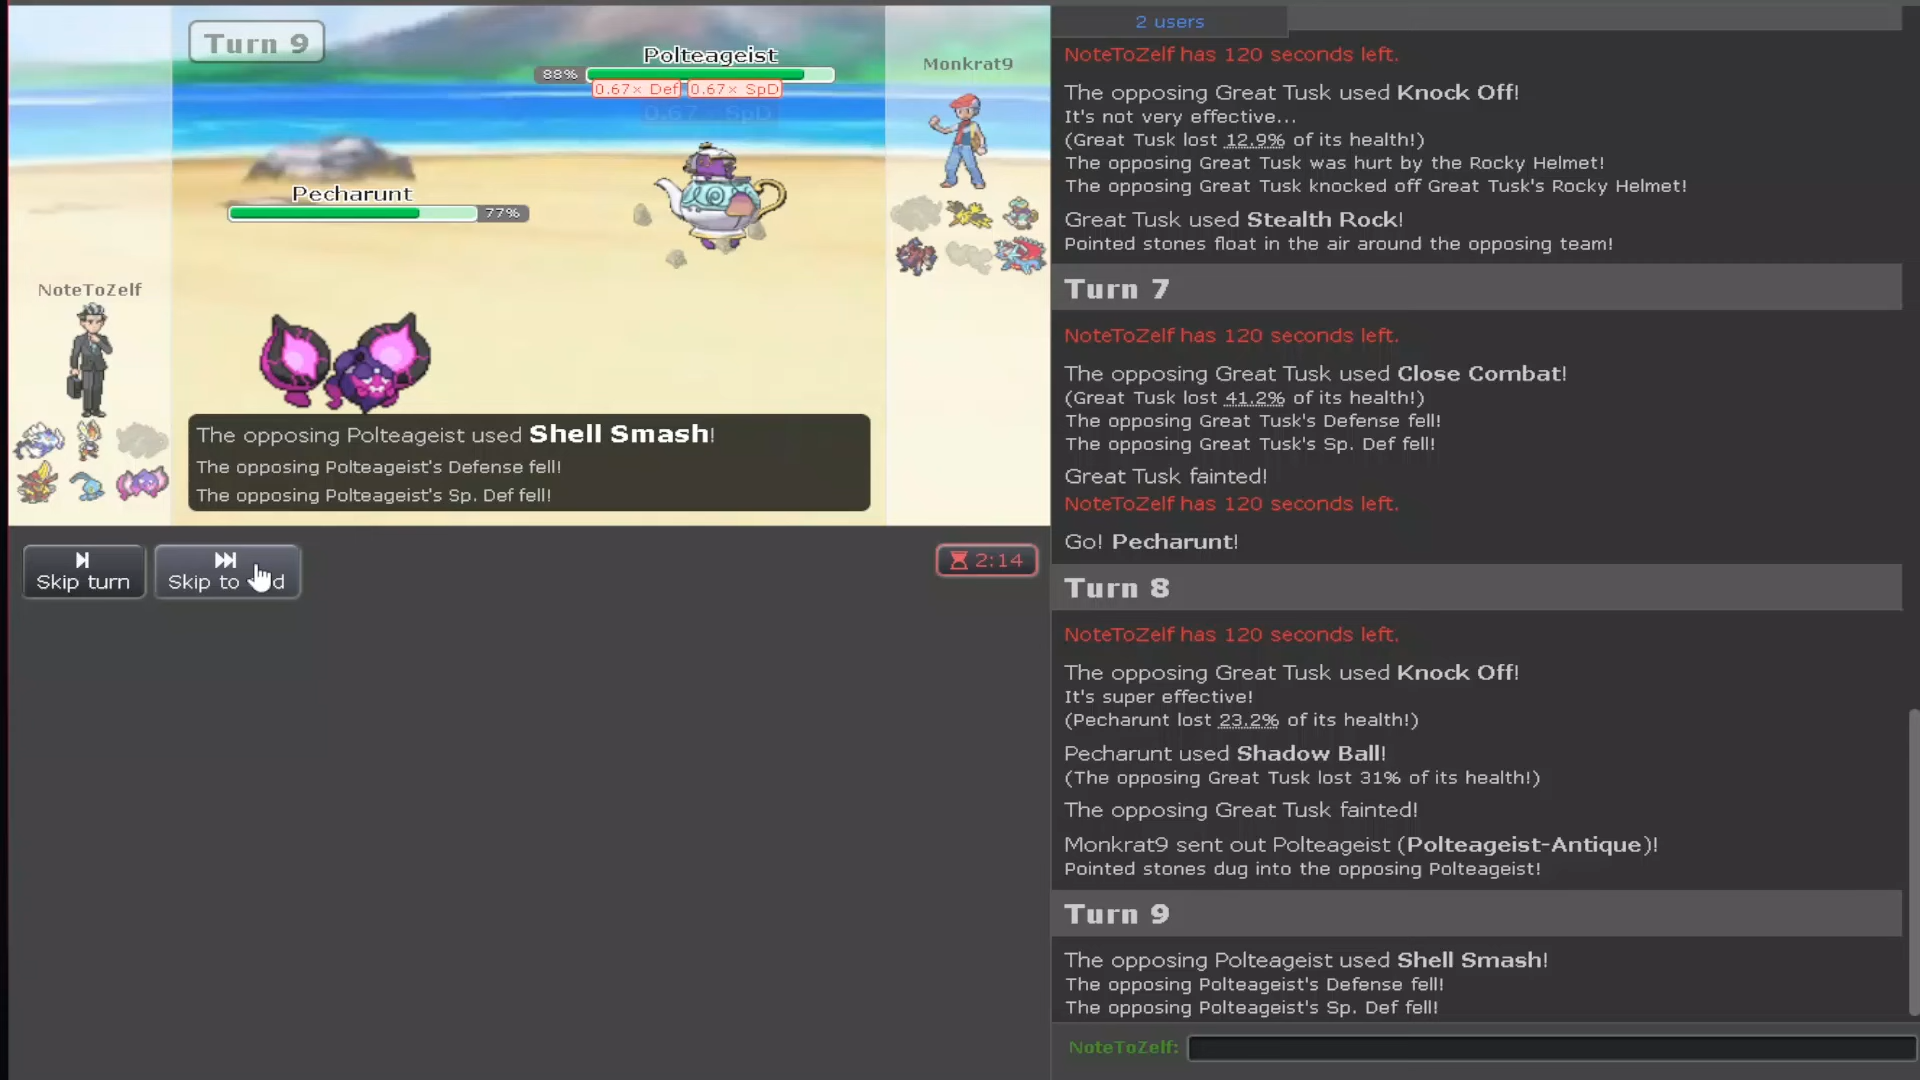 Turn 9
Polteageist
88%
0.67× Def 0.67× SpD
0.67× SpD
Monkrat9
Pecharunt
77%
NoteToZelf
The opposing Polteageist used Shell Smash!
The opposing Polteageist's Defense fell!
The opposing Polteageist's Sp. Def fell!
Skip turn
Skip to
2:14
2 users
NoteToZelf has 120 seconds left.
The opposing Great Tusk used Knock Off!
It's not very effective...
(Great Tusk lost 12.9% of its health!)
The opposing Great Tusk was hurt by the Rocky Helmet!
The opposing Great Tusk knocked off Great Tusk's Rocky Helmet!
Great Tusk used Stealth Rock!
Pointed stones float in the air around the opposing team!
Turn 7
NoteToZelf has 120 seconds left.
The opposing Great Tusk used Close Combat!
(Great Tusk lost 41.2% of its health!)
The opposing Great Tusk's Defense fell!
The opposing Great Tusk's Sp. Def fell!
Great Tusk fainted!
NoteToZelf has 120 seconds left.
Go! Pecharunt!
Turn 8
NoteToZelf has 120 seconds left.
The opposing Great Tusk used Knock Off!
It's super effective!
(Pecharunt lost 23.2% of its health!)
Pecharunt used Shadow Ball!
(The opposing Great Tusk lost 31% of its health!)
The opposing Great Tusk fainted!
Monkrat9 sent out Polteageist (Polteageist-Antique)!
Pointed stones dug into the opposing Polteageist!
Turn 9
The opposing Polteageist used Shell Smash!
The opposing Polteageist's Defense fell!
The opposing Polteageist's Sp. Def fell!
NoteToZelf: